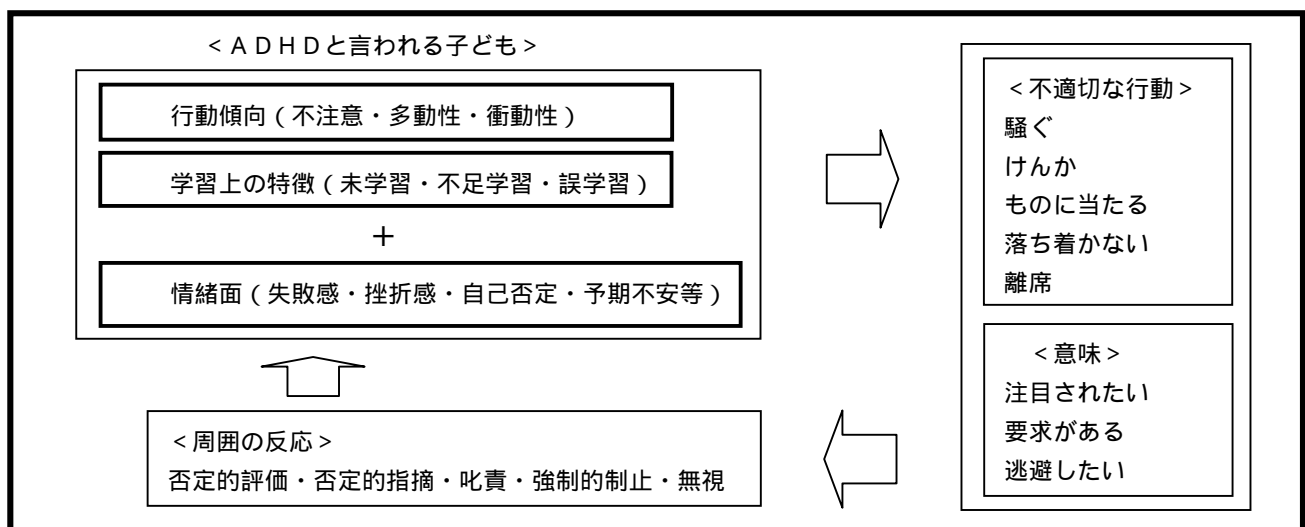 ＜ＡＤＨＤと言われる子ども＞
行動傾向（不注意・多動性・衝動性）
学習上の特徴（未学習・不足学習・誤学習）
＋
情緒面（失敗感・挫折感・自己否定・予期不安等）
＜不適切な行動＞
騒ぐ
けんか
ものに当たる
落ち着かない
離席
＜意味＞
注目されたい
要求がある
逃避したい
＜周囲の反応＞
否定的評価・否定的指摘・叱責・強制的制止・無視